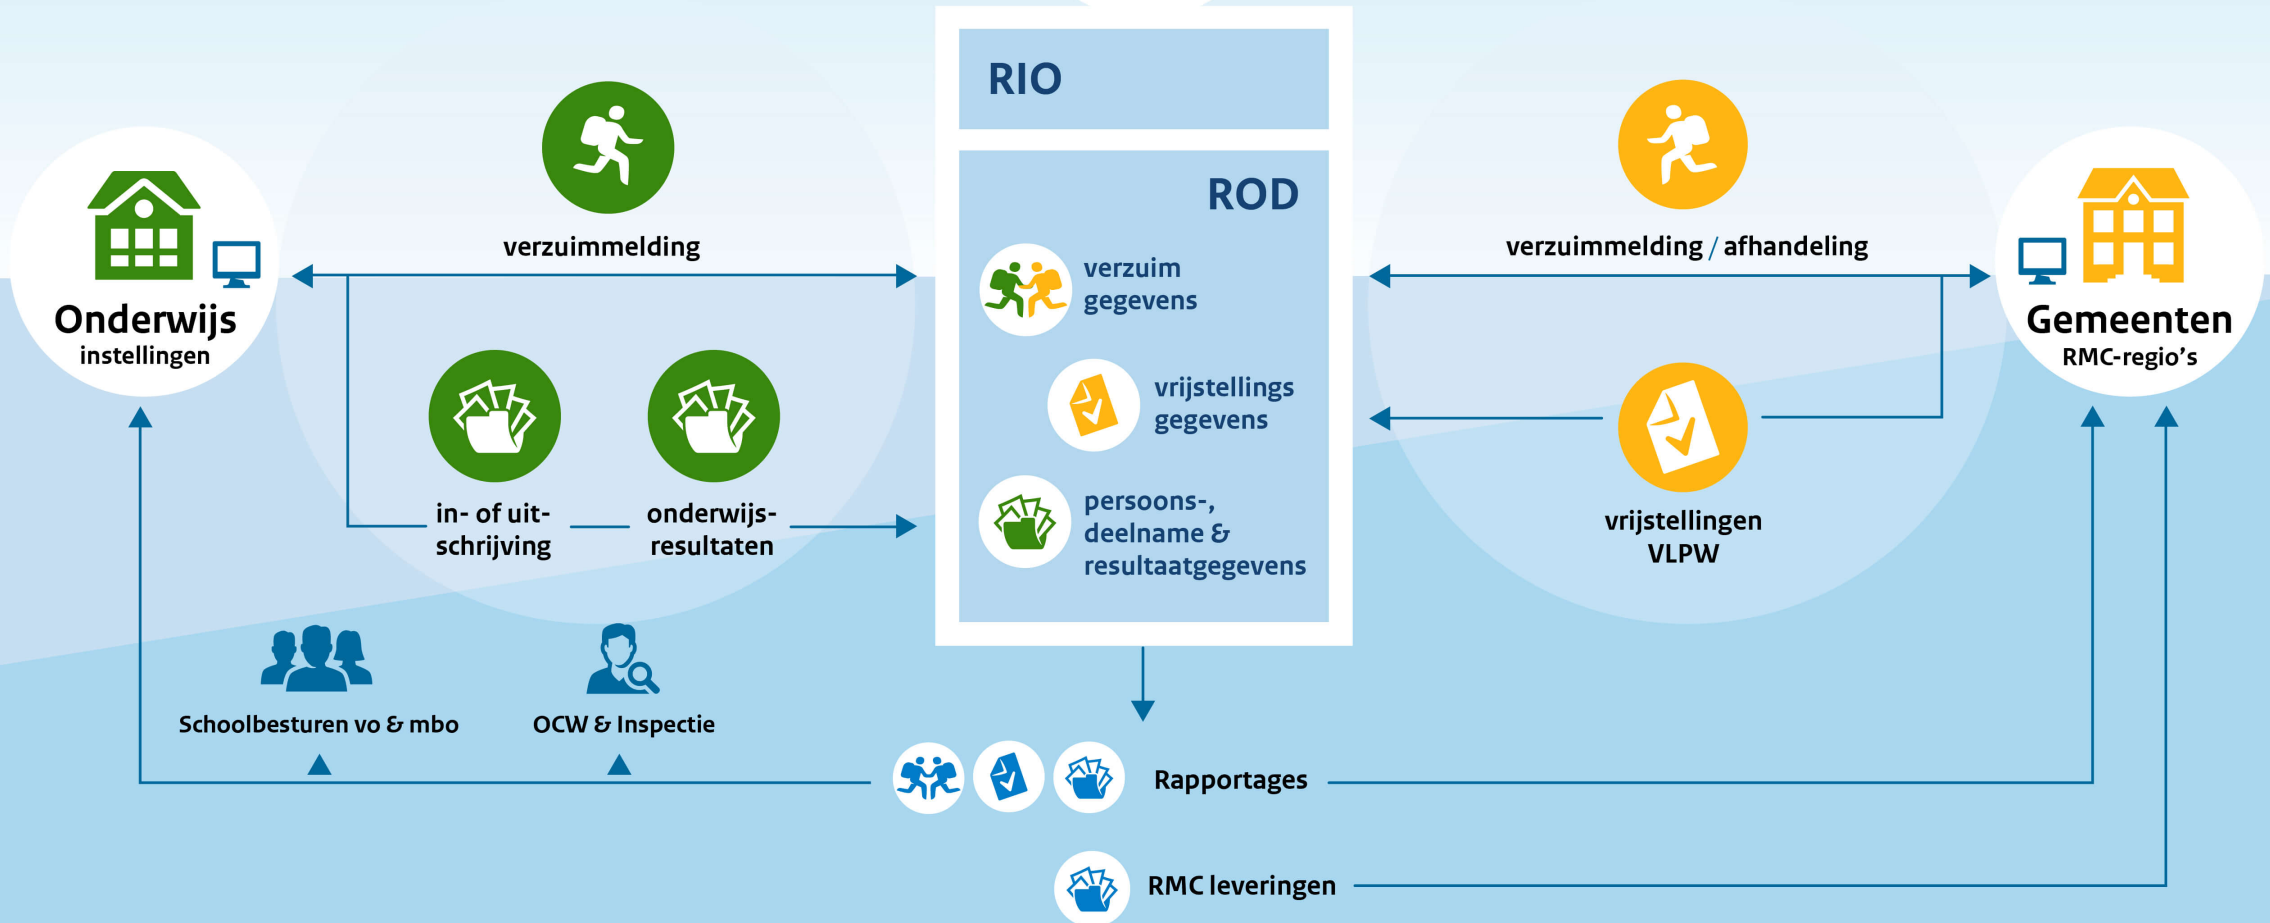 RIO
ROD
verzuimmelding
verzuimmelding / afhandeling
verzuim
gegevens
Onderwijs
instellingen
Gemeenten
RMC-regio's
vrijstellings
gegevens
in- of uit-
schrijving
onderwijs-
resultaten
persoons-,
deelname &
resultaatgegevens
vrijstellingen
VLPW
Schoolbesturen vo & mbo
OCW & Inspectie
Rapportages
RMC leveringen